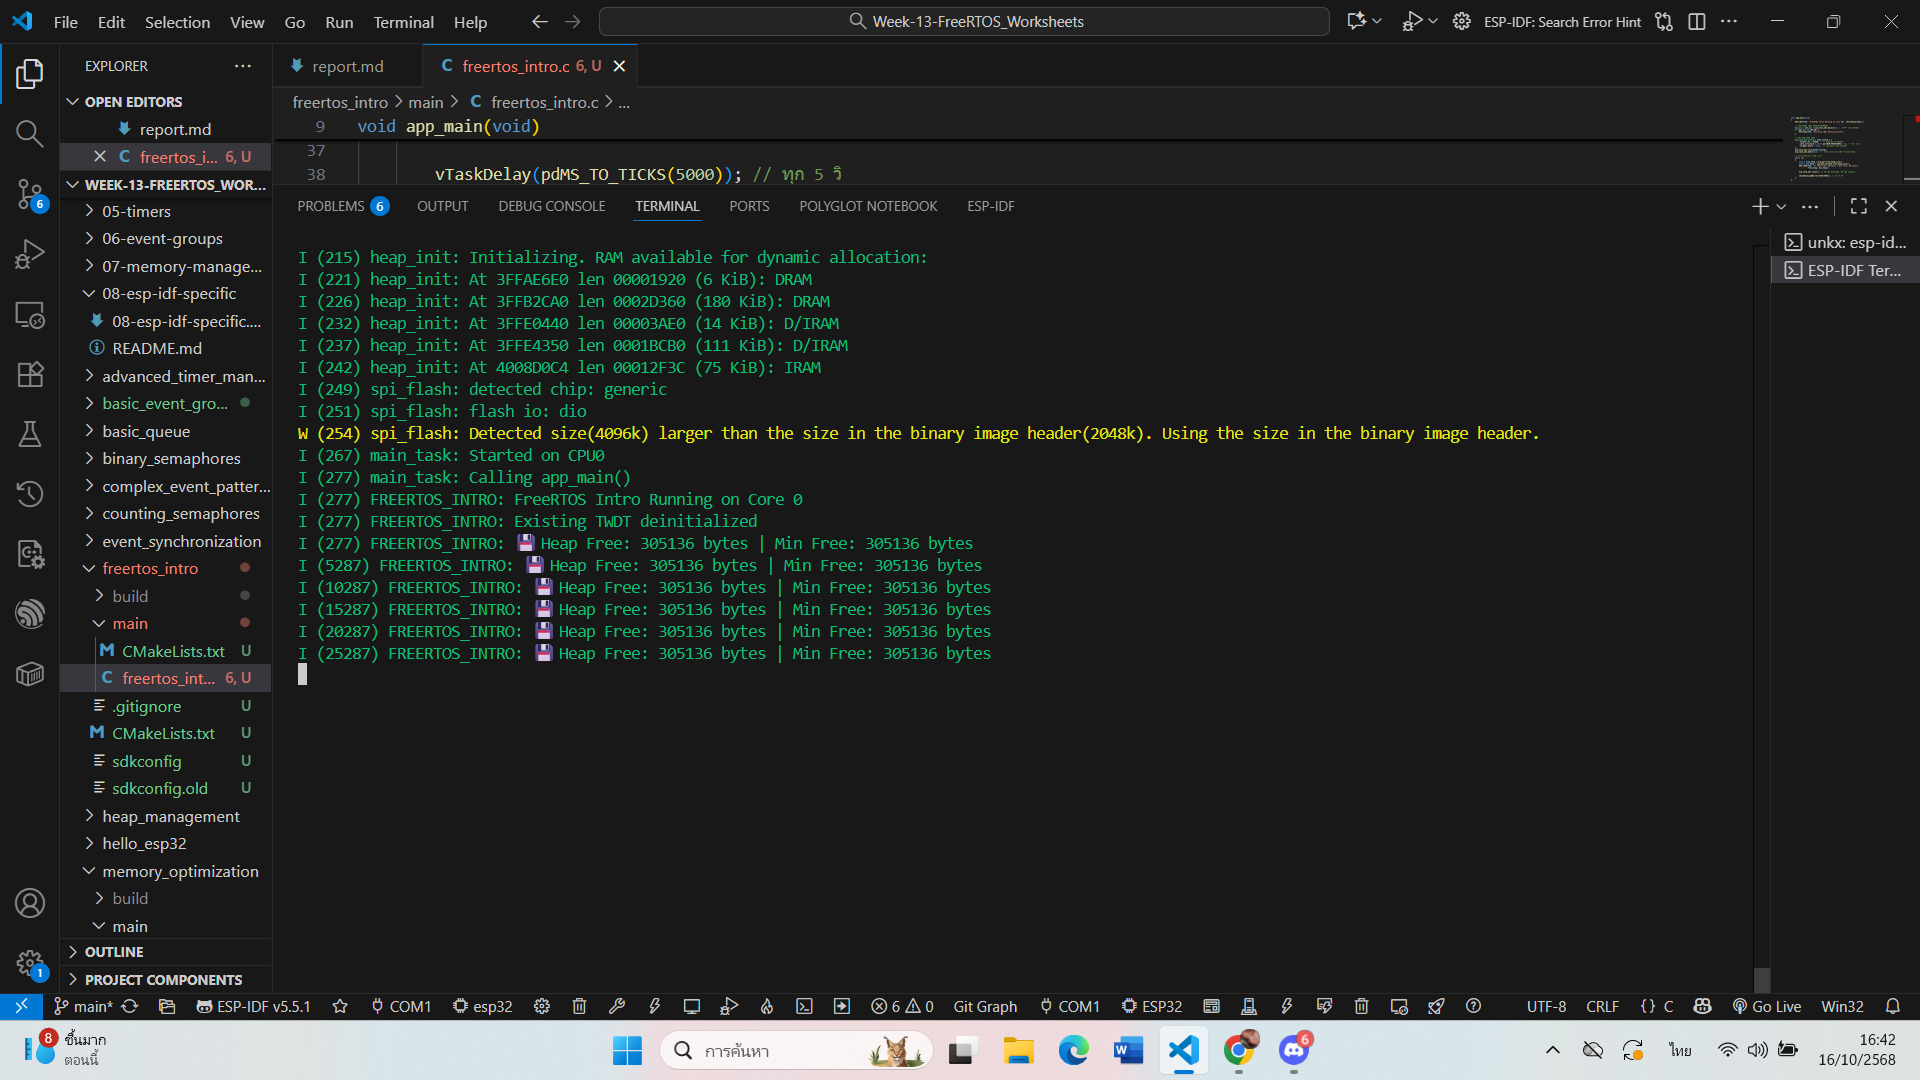 File Edit Selection View Go Run Terminal Help
Week-13-FreeRTOS_Worksheets
ESP-IDF: Search Error Hint
EXPLORER
OPEN EDITORS
report.md
freertos_i... 6, U
WEEK-13-FREERTOS_WOR...
05-timers
06-event-groups
07-memory-manage...
08-esp-idf-specific
08-esp-idf-specific....
README.md
advanced_timer_man...
basic_event_gro...
basic_queue
binary_semaphores
complex_event_patter...
counting_semaphores
event_synchronization
freertos_intro
build
main
CMakeLists.txt U
freertos_int... 6, U
.gitignore U
CMakeLists.txt U
sdkconfig U
sdkconfig.old U
heap_management
hello_esp32
memory_optimization
build
main
OUTLINE
PROJECT COMPONENTS
6
1
report.md
C freertos_intro.c 6, U
freertos_intro > main > C freertos_intro.c > ...
9 void app_main(void)
37
38 vTaskDelay(pdMS_TO_TICKS(5000)); // ทุก 5 วิ
PROBLEMS 6 OUTPUT DEBUG CONSOLE TERMINAL PORTS POLYGLOT NOTEBOOK ESP-IDF
unkx: esp-id...
ESP-IDF Ter...
I (215) heap_init: Initializing. RAM available for dynamic allocation:
I (221) heap_init: At 3FFAE6E0 len 00001920 (6 KiB): DRAM
I (226) heap_init: At 3FFB2CA0 len 0002D360 (180 KiB): DRAM
I (232) heap_init: At 3FFE0440 len 00003AE0 (14 KiB): D/IRAM
I (237) heap_init: At 3FFE4350 len 0001BCB0 (111 KiB): D/IRAM
I (242) heap_init: At 4008D0C4 len 00012F3C (75 KiB): IRAM
I (249) spi_flash: detected chip: generic
I (251) spi_flash: flash io: dio
W (254) spi_flash: Detected size(4096k) larger than the size in the binary image header(2048k). Using the size in the binary image header.
I (267) main_task: Started on CPU0
I (277) main_task: Calling app_main()
I (277) FREERTOS_INTRO: FreeRTOS Intro Running on Core 0
I (277) FREERTOS_INTRO: Existing TWDT deinitialized
I (277) FREERTOS_INTRO: 💾 Heap Free: 305136 bytes | Min Free: 305136 bytes
I (5287) FREERTOS_INTRO: 💾 Heap Free: 305136 bytes | Min Free: 305136 bytes
I (10287) FREERTOS_INTRO: 💾 Heap Free: 305136 bytes | Min Free: 305136 bytes
I (15287) FREERTOS_INTRO: 💾 Heap Free: 305136 bytes | Min Free: 305136 bytes
I (20287) FREERTOS_INTRO: 💾 Heap Free: 305136 bytes | Min Free: 305136 bytes
I (25287) FREERTOS_INTRO: 💾 Heap Free: 305136 bytes | Min Free: 305136 bytes
main* ESP-IDF v5.5.1 COM1 esp32 6 0 Git Graph COM1 ESP32 UTF-8 CRLF {} C Go Live Win32
8 ขึ้นมาก
ตอนนี้
การค้นหา
6
ไทย
16:42
16/10/2568